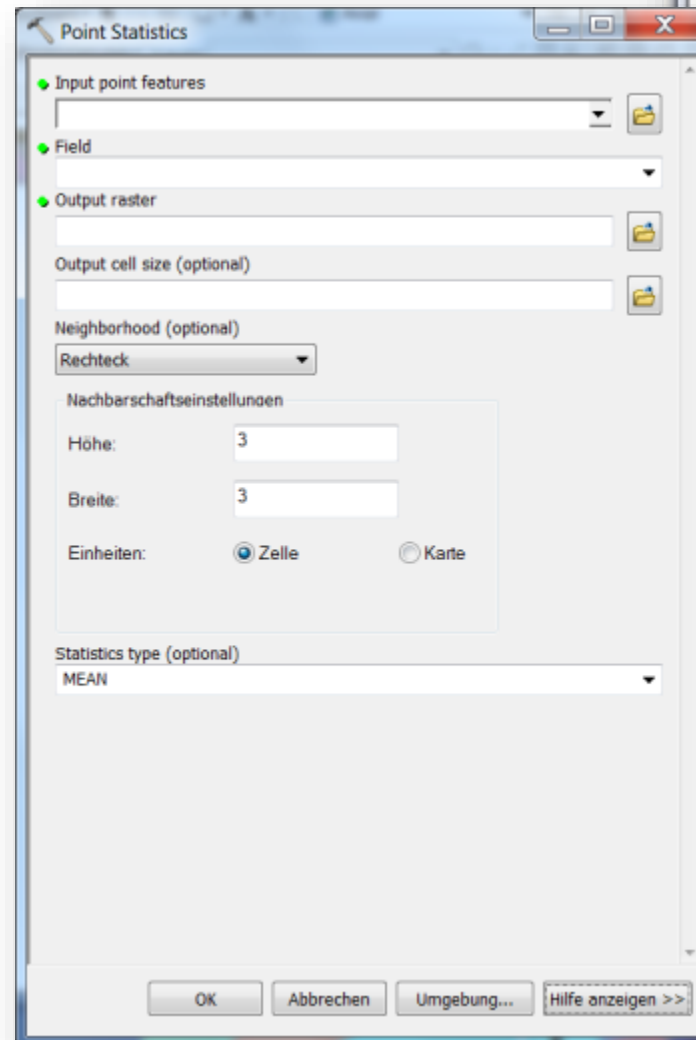 Point Statistics
Input point features
Field
Output raster
Output cell size (optional)
Neighborhood (optional)
Rechteck
Nachbarschaftseinstellungen
Höhe:
3
Breite:
3
Einheiten:
Zelle
Karte
Statistics type (optional)
MEAN
OK
Abbrechen
Umgebung...
Hilfe anzeigen >>